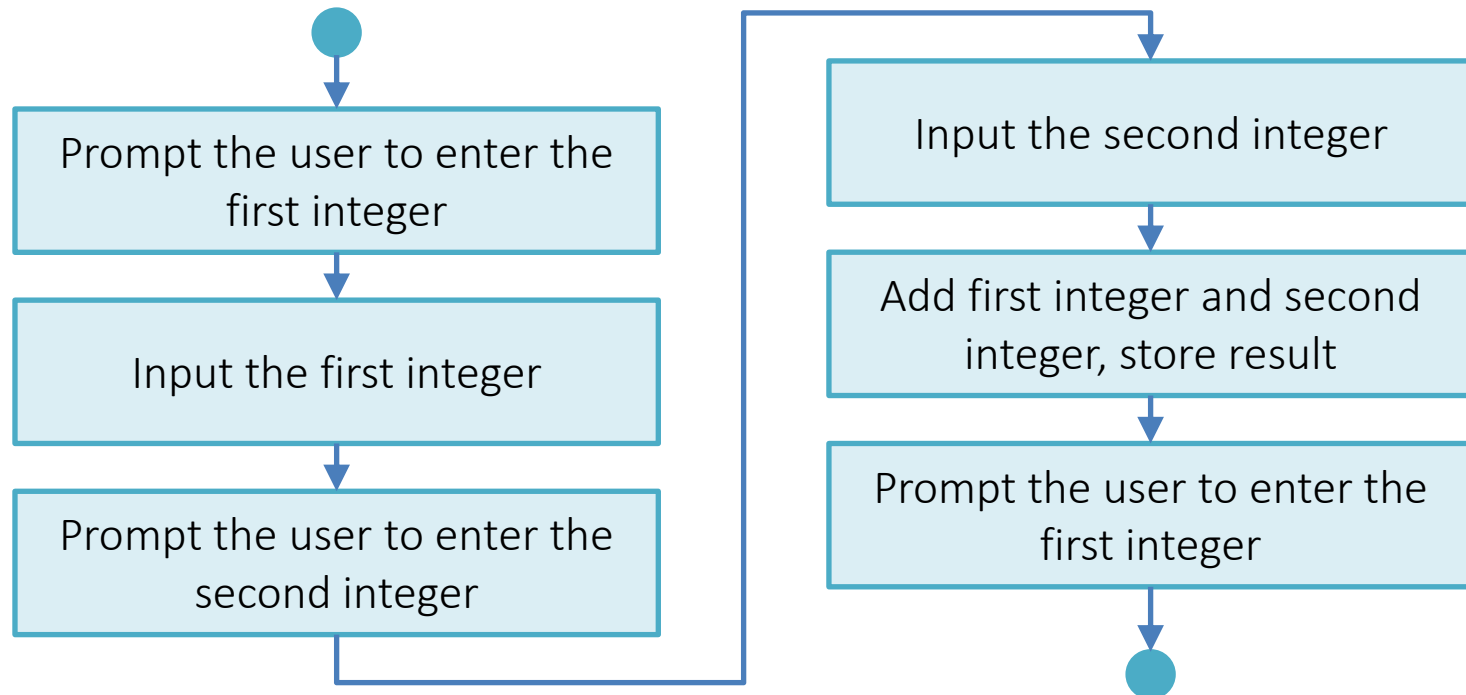 Prompt the user to enter the
first integer
Input the first integer
Prompt the user to enter the
second integer
Input the second integer
Add first integer and second
integer, store result
Prompt the user to enter the
first integer